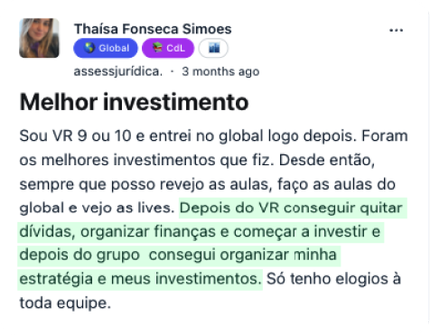 Thaísa Fonseca Simoes
Global CdL
assessjurídica. · 3 months ago
Melhor investimento
Sou VR 9 ou 10 e entrei no global logo depois. Foram
os melhores investimentos que fiz. Desde então,
sempre que posso revejo as aulas, faço as aulas do
global e vejo as lives. Depois do VR conseguir quitar
dívidas, organizar finanças e começar a investir e
depois do grupo consegui organizar minha
estratégia e meus investimentos. Só tenho elogios à
toda equipe.